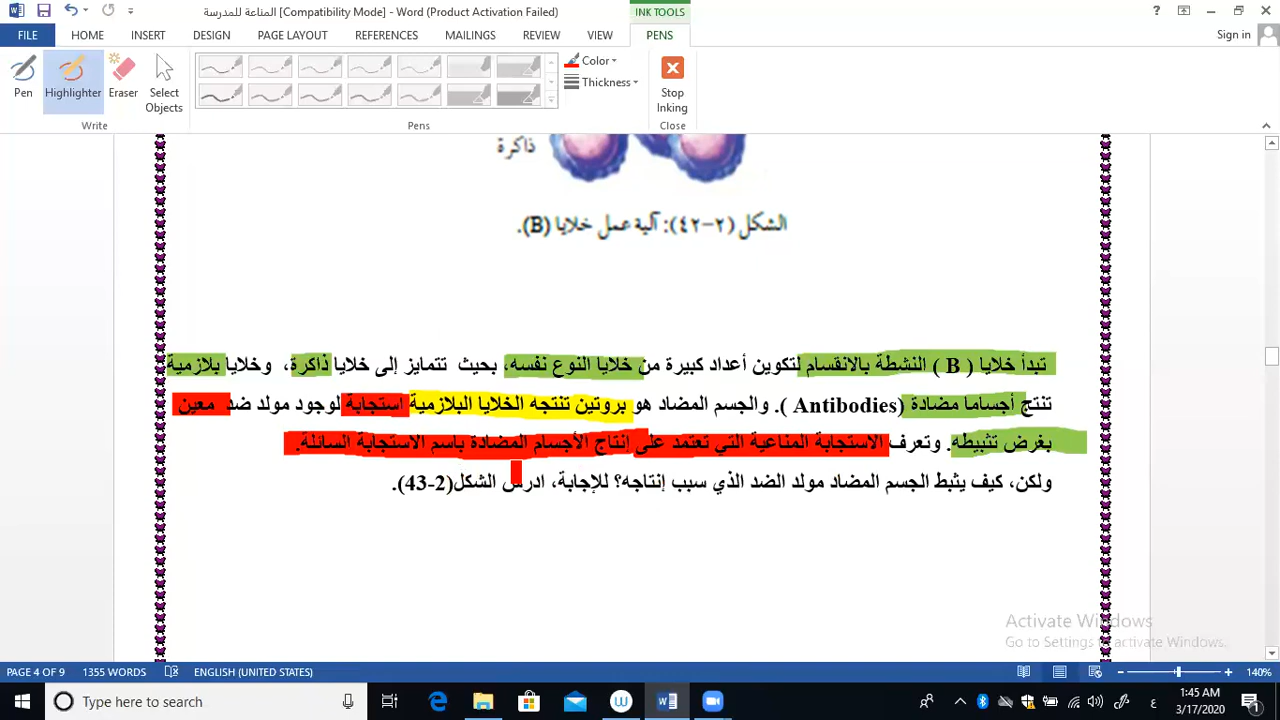 المناعة للمدرسة [Compatibility Mode] - Word (Product Activation Failed)
INK TOOLS
?
FILE
HOME
INSERT
DESIGN
PAGE LAYOUT
REFERENCES
MAILINGS
REVIEW
VIEW
PENS
Sign in
Pen
Highlighter
Eraser
Select Objects
Color
Thickness
Stop Inking
Write
Pens
Close
ذاكرة
الشكل (٢-٤٢): آلية عمل خلايا (B).
تبدأ خلايا ( B ) النشطة بالانقسام لتكوين أعداد كبيرة من خلايا النوع نفسه، بحيث تتمايز إلى خلايا ذاكرة، وخلايا بلازمية
تنتج أجساما مضادة (Antibodies ). والجسم المضاد هو بروتين تنتجه الخلايا البلازمية استجابة لوجود مولد ضد معين
بغرض تثبيطه. وتعرف الاستجابة المناعية التي تعتمد على إنتاج الأجسام المضادة باسم الاستجابة السائلة.
ولكن، كيف يثبط الجسم المضاد مولد الضد الذي سبب إنتاجه؟ للإجابة، ادرس الشكل(2-43).
Activate Windows
Go to Settings to activate Windows.
PAGE 4 OF 9
1355 WORDS
ENGLISH (UNITED STATES)
140%
Type here to search
ع
1:45 AM
3/17/2020
1